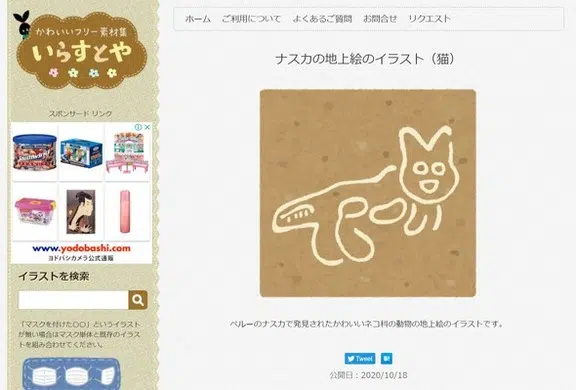 かわいいフリー素材集
いらすとや
スポンサード リンク
www.yodobashi.com
ヨドバシカメラ公式通販
イラストを検索
「マスクを付けた〇〇」というイラスト
が無い場合はマスク単体と既存のイラス
トを組み合わせてください。
ホーム ご利用について よくあるご質問 お問合せ リクエスト
ナスカの地上絵のイラスト（猫）
ペルーのナスカで発見されたかわいいネコ科の動物の地上絵のイラストです。
Tweet B!
公開日：2020/10/18